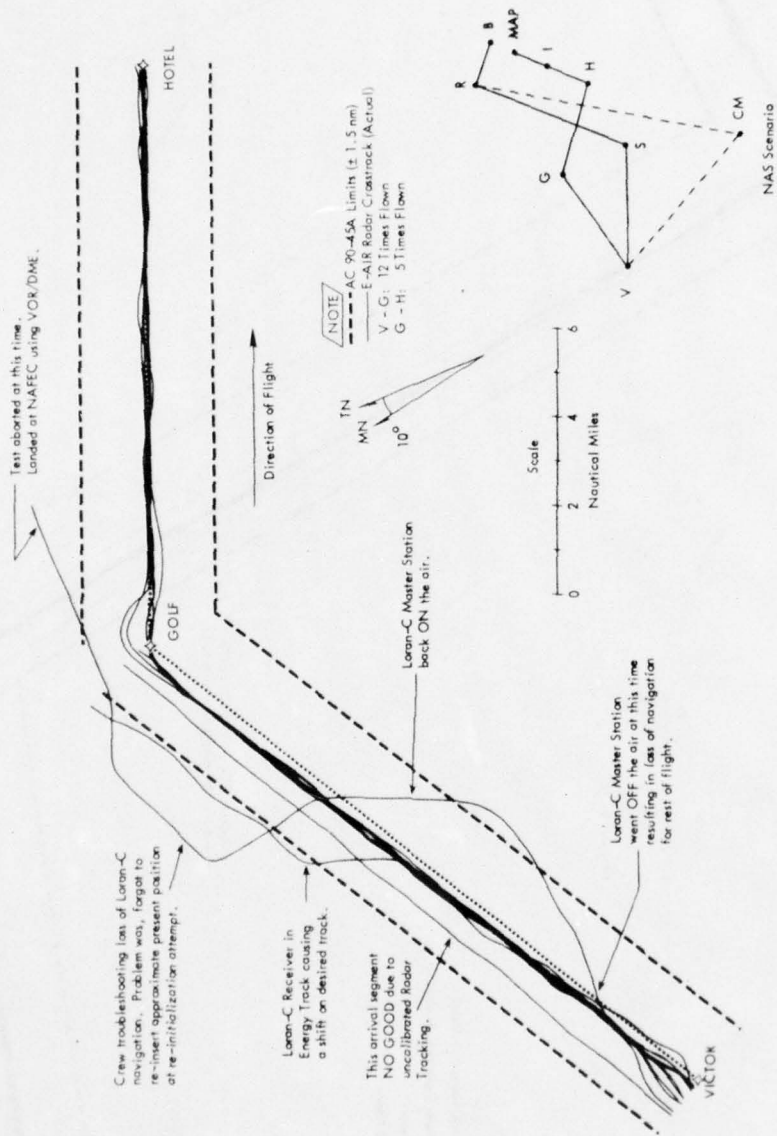 Test aborted at this time.
Landed at NAFEC using VOR/DME.
Crew troubleshooting loss of Loran-C
navigation. Problem was, forgot to
re-insert approximate present position
at re-initialization attempt.
Loran-C Receiver in
Energy Track causing
a shift on desired track.
This arrival segment
NO GOOD due to
uncalibrated Radar
Tracking.
VICTOR
GOLF
HOTEL
Loran-C Master Station
back ON the air.
Loran-C Master Station
went OFF the air at this time
resulting in loss of navigation
for rest of flight.
Direction of Flight
NOTE
AC 90-45A Limits (± 1.5 nm)
E-AIR Radar Crosstrack (Actual)
V - G: 12 Times Flown
G - H: 5 Times Flown
MN
TN
10°
Scale
0 2 4 6
Nautical Miles
R
B
MAP
I
H
G
S
V
CM
NAS Scenario